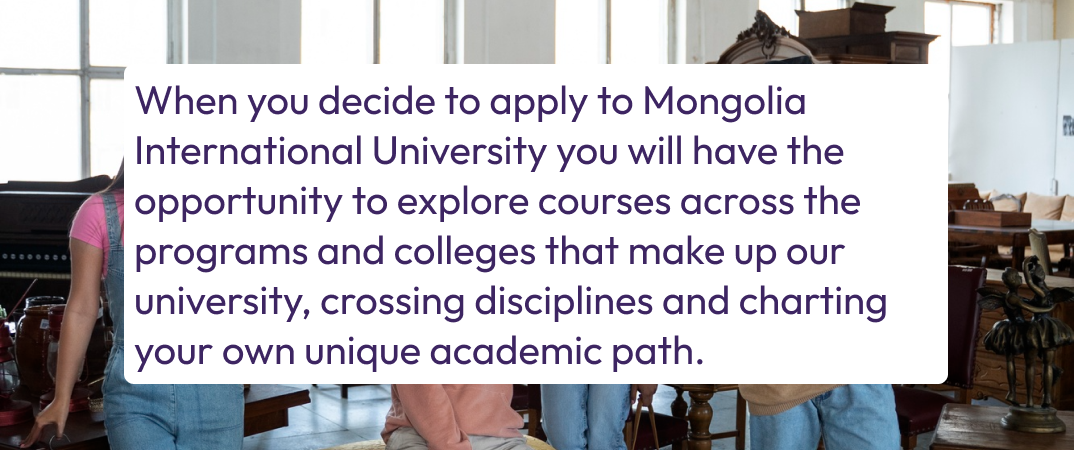 When you decide to apply to Mongolia
International University you will have the
opportunity to explore courses across the
programs and colleges that make up our
university, crossing disciplines and charting
your own unique academic path.